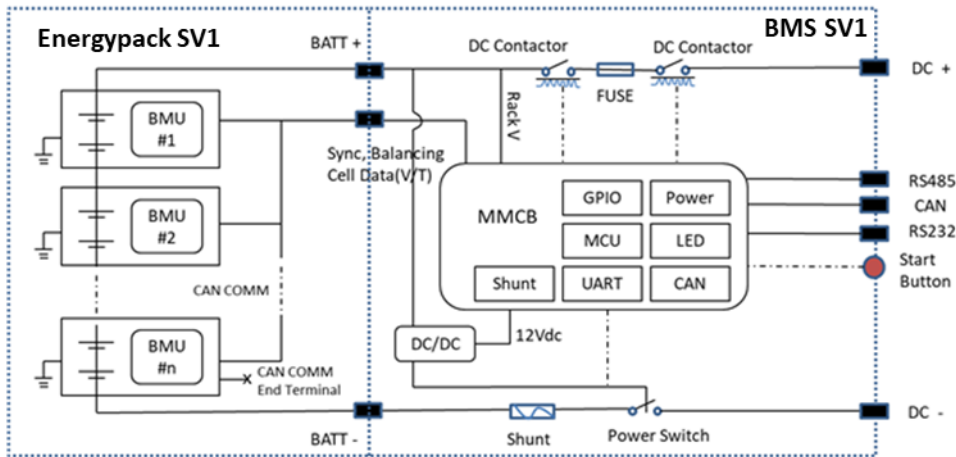 Energypack SV1
BMS SV1
BATT +
DC Contactor
DC Contactor
DC +
FUSE
Rack V
BMU
#1
Sync, Balancing
Cell Data(V/T)
BMU
#2
CAN COMM
MMCB
GPIO
Power
MCU
LED
Shunt
UART
CAN
RS485
CAN
RS232
Start
Button
12Vdc
DC/DC
BMU
#n
CAN COMM
End Terminal
BATT -
Shunt
Power Switch
DC -